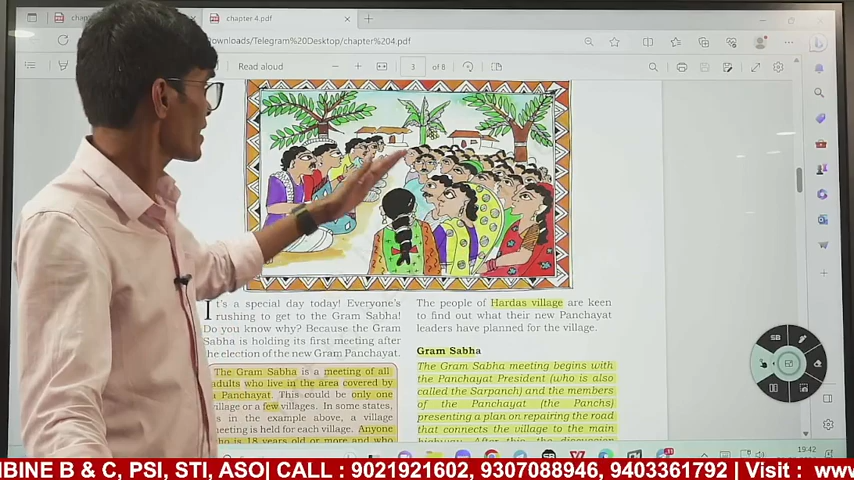 chapter 4.pdf
ownloads/Telegram%20Desktop/chapter%204.pdf
Read aloud
3 of 8
It's a special day today! Everyone's
rushing to get to the Gram Sabha!
Do you know why? Because the Gram
Sabha is holding its first meeting after
the election of the new Gram Panchayat.
The Gram Sabha is a meeting of all
adults who live in the area covered by
a Panchayat. This could be only one
village or a few villages. In some states,
as in the example above, a village
meeting is held for each village. Anyone
who is 18 years old or more and who
The people of Hardas village are keen
to find out what their new Panchayat
leaders have planned for the village.
Gram Sabha
The Gram Sabha meeting begins with
the Panchayat President (who is also
called the Sarpanch) and the members
of the Panchayat (the Panchs)
presenting a plan on repairing the road
that connects the village to the main
highway. After this, the discussion
SB
19:42
MBINE B & C, PSI, STI, ASO| CALL : 9021921602, 9307088946, 9403361792 | Visit : www